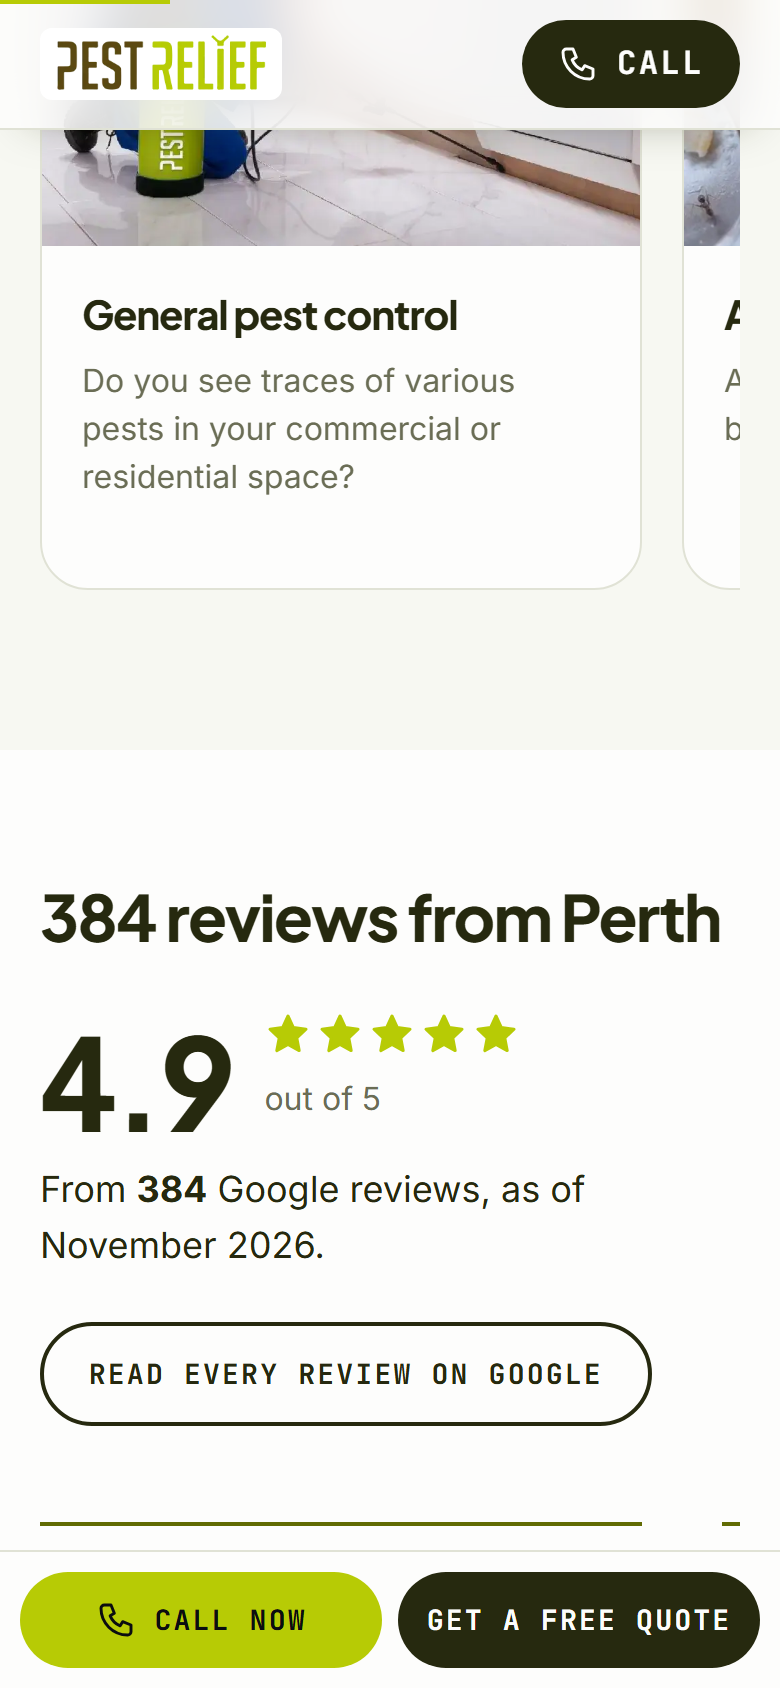 PEST RELIEF
CALL
PESTR
General pest control
Do you see traces of various
pests in your commercial or
residential space?
A
A
b
384 reviews from Perth
4.9
out of 5
From 384 Google reviews, as of
November 2026.
READ EVERY REVIEW ON GOOGLE
CALL NOW
GET A FREE QUOTE